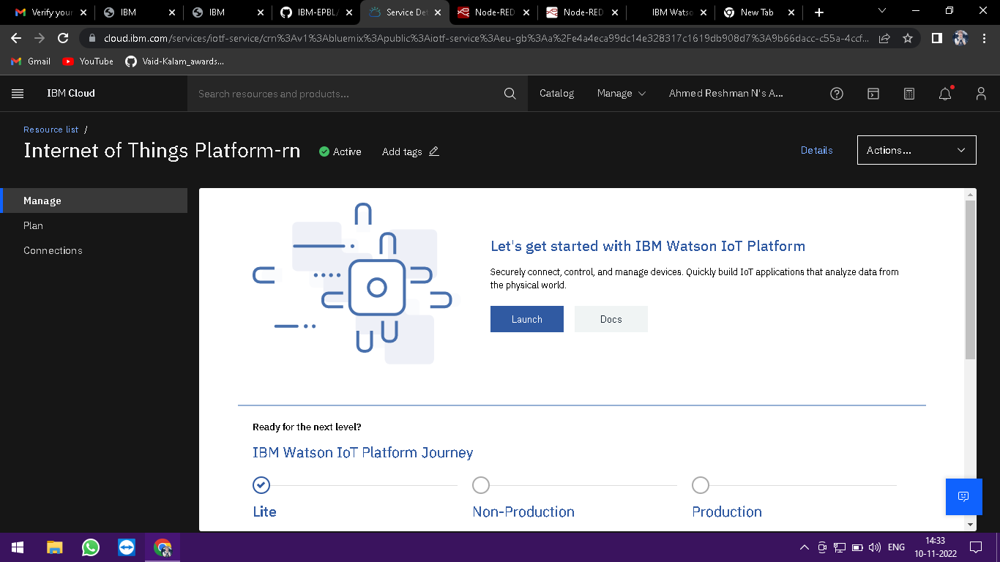 Verify your
IBM
IBM
IBM-EPBL/
Service Det
Node-RED
Node-RED
IBM Watso
New Tab
cloud.ibm.com/services/iotf-service/crn%3Av1%3Abluemix%3Apublic%3Aiotf-service%3Aeu-gb%3Aa%2Fe4a4eca99dc14e328317c1619db908d7%3A9b66dacc-c55a-4ccf...
Gmail
YouTube
Vaid-Kalam_awards...
IBM Cloud
Search resources and products...
Catalog
Manage
Ahmed Reshman N's A...
Resource list /
Internet of Things Platform-rn
Active
Add tags
Details
Actions...
Manage
Plan
Connections
Let's get started with IBM Watson IoT Platform
Securely connect, control, and manage devices. Quickly build IoT applications that analyze data from
the physical world.
Launch
Docs
Ready for the next level?
IBM Watson IoT Platform Journey
Lite
Non-Production
Production
ENG
14:33
10-11-2022